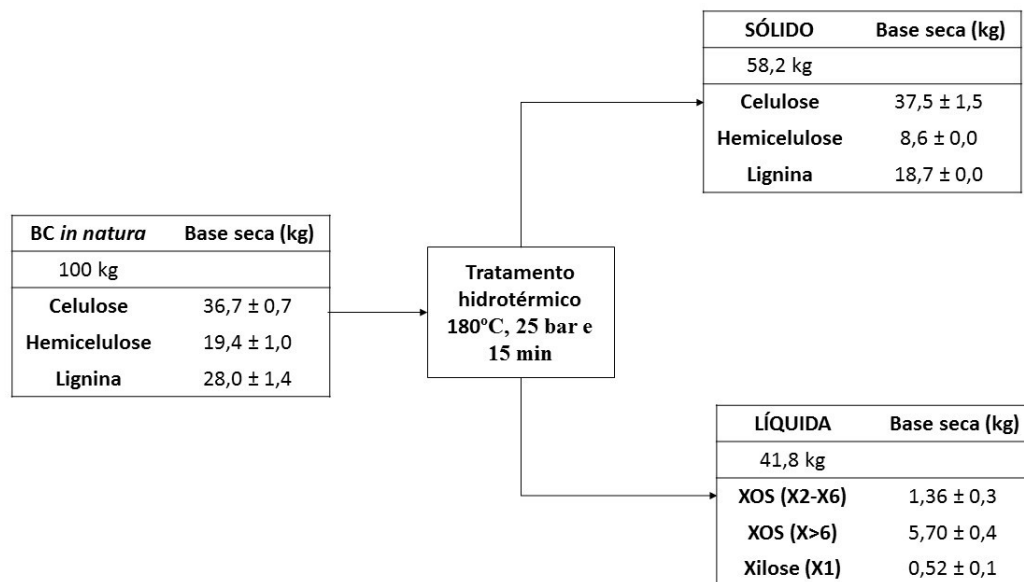 SÓLIDO Base seca (kg)
58,2 kg
Celulose 37,5 ± 1,5
Hemicelulose 8,6 ± 0,0
Lignina 18,7 ± 0,0
BC in natura Base seca (kg)
100 kg
Celulose 36,7 ± 0,7
Hemicelulose 19,4 ± 1,0
Lignina 28,0 ± 1,4
Tratamento
hidrotérmico
180ºC, 25 bar e
15 min
LÍQUIDA Base seca (kg)
41,8 kg
XOS (X2-X6) 1,36 ± 0,3
XOS (X>6) 5,70 ± 0,4
Xilose (X1) 0,52 ± 0,1